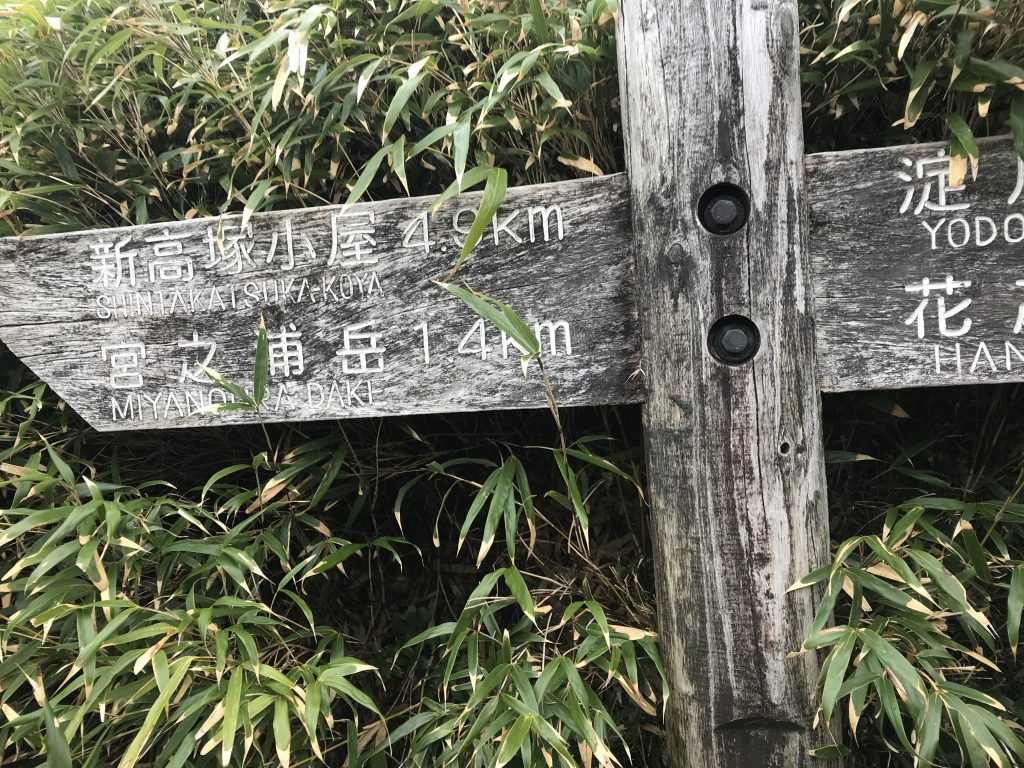 新高塚小屋 4.9km
SHINTAKATSUKA-KOYA
宮之浦岳 1.4km
MIYANOURA DAKE
淀
YODO
花
HAN